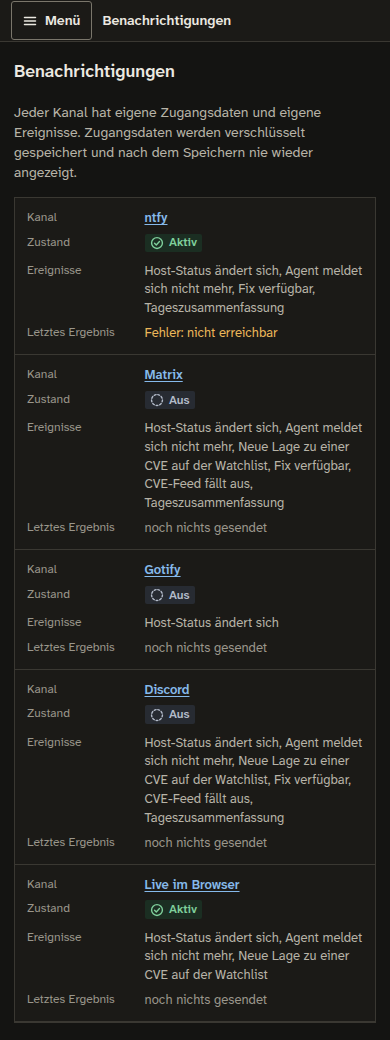 Menü Benachrichtigungen
Benachrichtigungen
Jeder Kanal hat eigene Zugangsdaten und eigene
Ereignisse. Zugangsdaten werden verschlüsselt
gespeichert und nach dem Speichern nie wieder
angezeigt.
Kanal ntfy
Zustand Aktiv
Ereignisse Host-Status ändert sich, Agent meldet
sich nicht mehr, Fix verfügbar,
Tageszusammenfassung
Letztes Ergebnis Fehler: nicht erreichbar
Kanal Matrix
Zustand Aus
Ereignisse Host-Status ändert sich, Agent meldet
sich nicht mehr, Neue Lage zu einer
CVE auf der Watchlist, Fix verfügbar,
CVE-Feed fällt aus,
Tageszusammenfassung
Letztes Ergebnis noch nichts gesendet
Kanal Gotify
Zustand Aus
Ereignisse Host-Status ändert sich
Letztes Ergebnis noch nichts gesendet
Kanal Discord
Zustand Aus
Ereignisse Host-Status ändert sich, Agent meldet
sich nicht mehr, Neue Lage zu einer
CVE auf der Watchlist, Fix verfügbar,
CVE-Feed fällt aus,
Tageszusammenfassung
Letztes Ergebnis noch nichts gesendet
Kanal Live im Browser
Zustand Aktiv
Ereignisse Host-Status ändert sich, Agent meldet
sich nicht mehr, Neue Lage zu einer
CVE auf der Watchlist
Letztes Ergebnis noch nichts gesendet